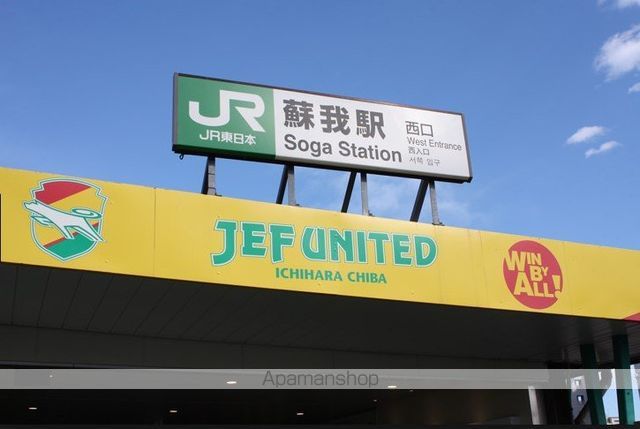 JR
JR東日本
蘇我駅
Soga Station
西口
West Entrance
西入口
서쪽 입구
JEF UNITED
ICHIHARA CHIBA
WIN
BY
ALL!
Apamanshop